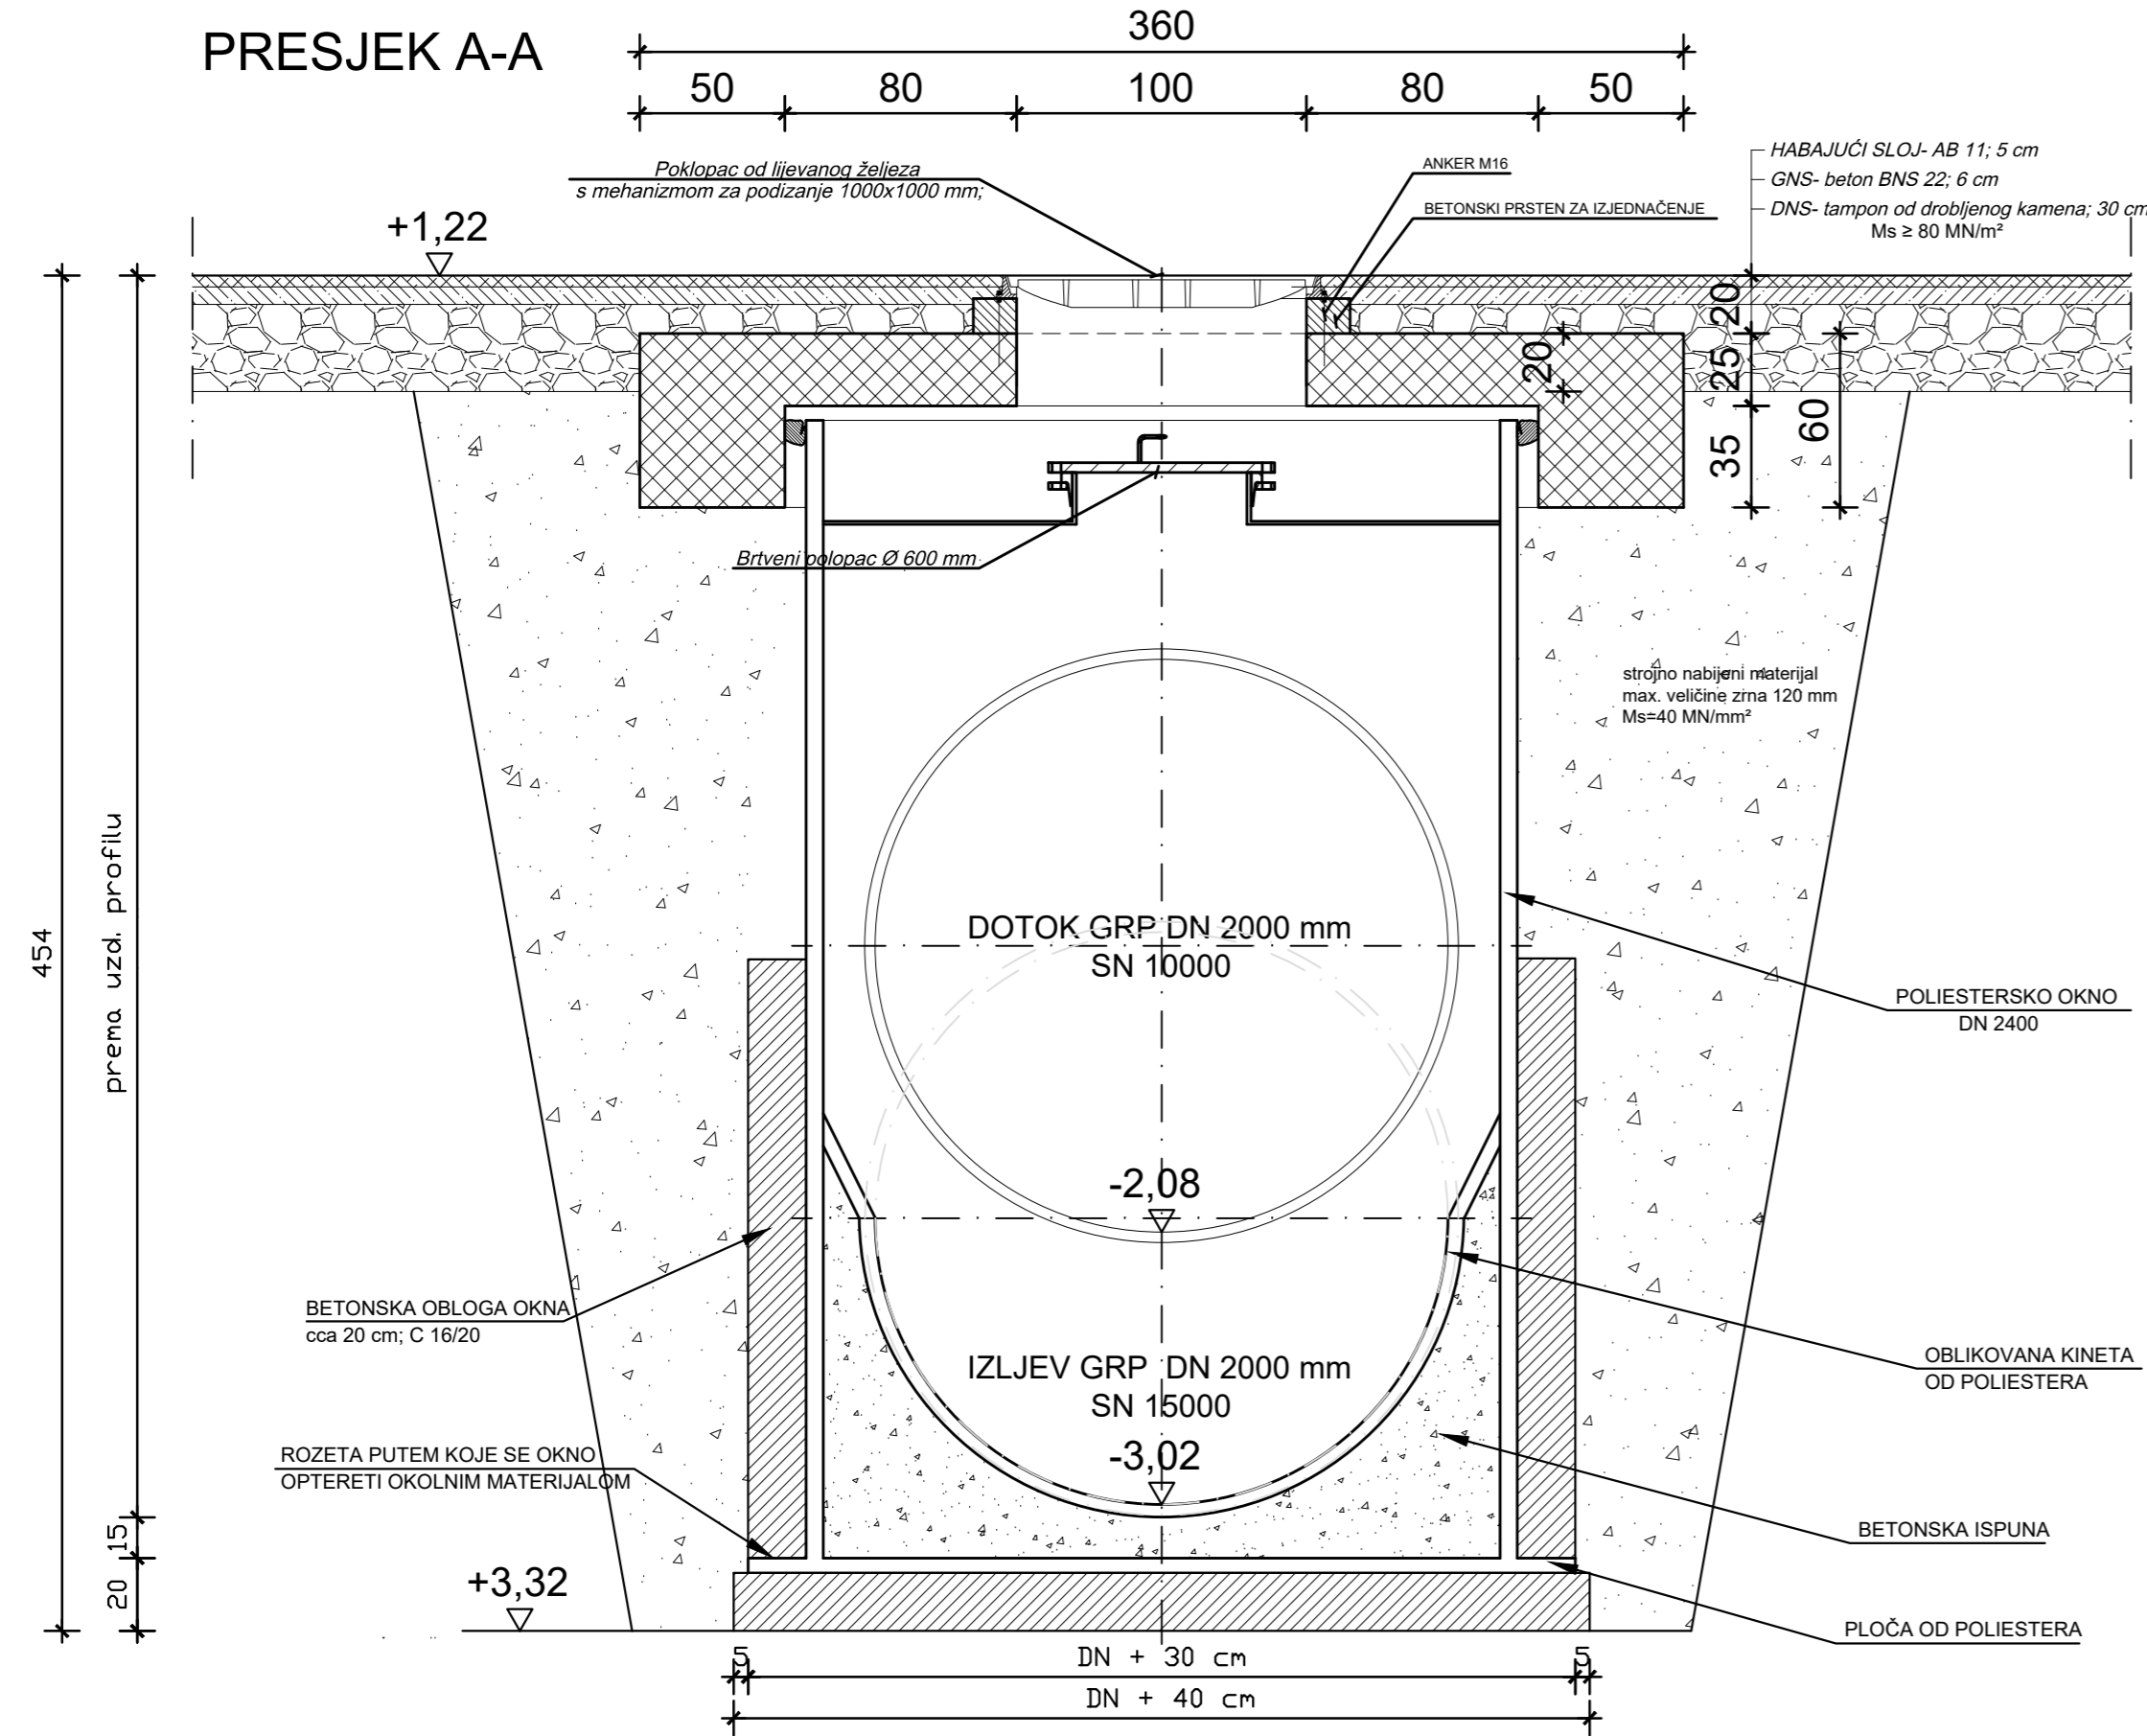 PRESJEK A-A
360
50 80 100 80 50
Poklopac od lijevanog željeza
s mehanizmom za podizanje 1000x1000 mm;
ANKER M16
BETONSKI PRSTEN ZA IZJEDNAČENJE
HABAJUĆI SLOJ- AB 11; 5 cm
GNS- beton BNS 22; 6 cm
DNS- tampon od drobljenog kamena; 30 cm
Ms ≥ 80 MN/m²
+1,22
20
20
25
35
60
Brtveni polopac Ø 600 mm
strojno nabijeni materijal
max. veličine zrna 120 mm
Ms=40 MN/mm²
454
prema uzd. profilu
DOTOK GRP DN 2000 mm
SN 10000
POLIESTERSKO OKNO
DN 2400
-2,08
BETONSKA OBLOGA OKNA
cca 20 cm; C 16/20
IZLJEV GRP DN 2000 mm
SN 15000
-3,02
OBLIKOVANA KINETA
OD POLIESTERA
ROZETA PUTEM KOJE SE OKNO
OPTERETI OKOLNIM MATERIJALOM
BETONSKA ISPUNA
15
20
+3,32
PLOČA OD POLIESTERA
5 DN + 30 cm 5
DN + 40 cm